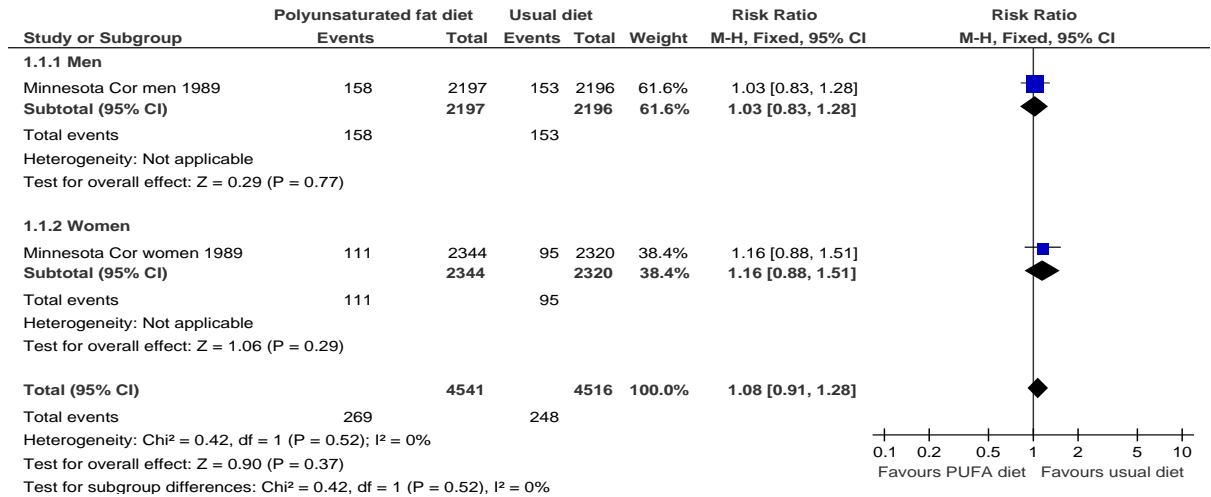 Polyunsaturated fat diet Usual diet Risk Ratio Risk Ratio
Study or Subgroup Events Total Events Total Weight M-H, Fixed, 95% CI M-H, Fixed, 95% CI
1.1.1 Men
Minnesota Cor men 1989 158 2197 153 2196 61.6% 1.03 [0.83, 1.28]
Subtotal (95% CI) 2197 2196 61.6% 1.03 [0.83, 1.28]
Total events 158 153
Heterogeneity: Not applicable
Test for overall effect: Z = 0.29 (P = 0.77)
1.1.2 Women
Minnesota Cor women 1989 111 2344 95 2320 38.4% 1.16 [0.88, 1.51]
Subtotal (95% CI) 2344 2320 38.4% 1.16 [0.88, 1.51]
Total events 111 95
Heterogeneity: Not applicable
Test for overall effect: Z = 1.06 (P = 0.29)
Total (95% CI) 4541 4516 100.0% 1.08 [0.91, 1.28]
Total events 269 248
Heterogeneity: Chi² = 0.42, df = 1 (P = 0.52); I² = 0%
Test for overall effect: Z = 0.90 (P = 0.37)
Test for subgroup differences: Chi² = 0.42, df = 1 (P = 0.52), I² = 0%
0.1 0.2 0.5 1 2 5 10
Favours PUFA diet Favours usual diet